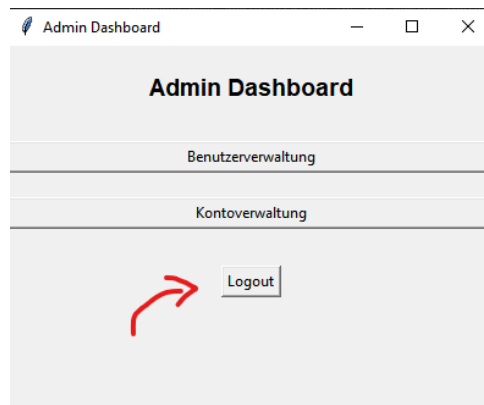 Admin Dashboard
Admin Dashboard
Benutzerverwaltung
Kontoverwaltung
Logout